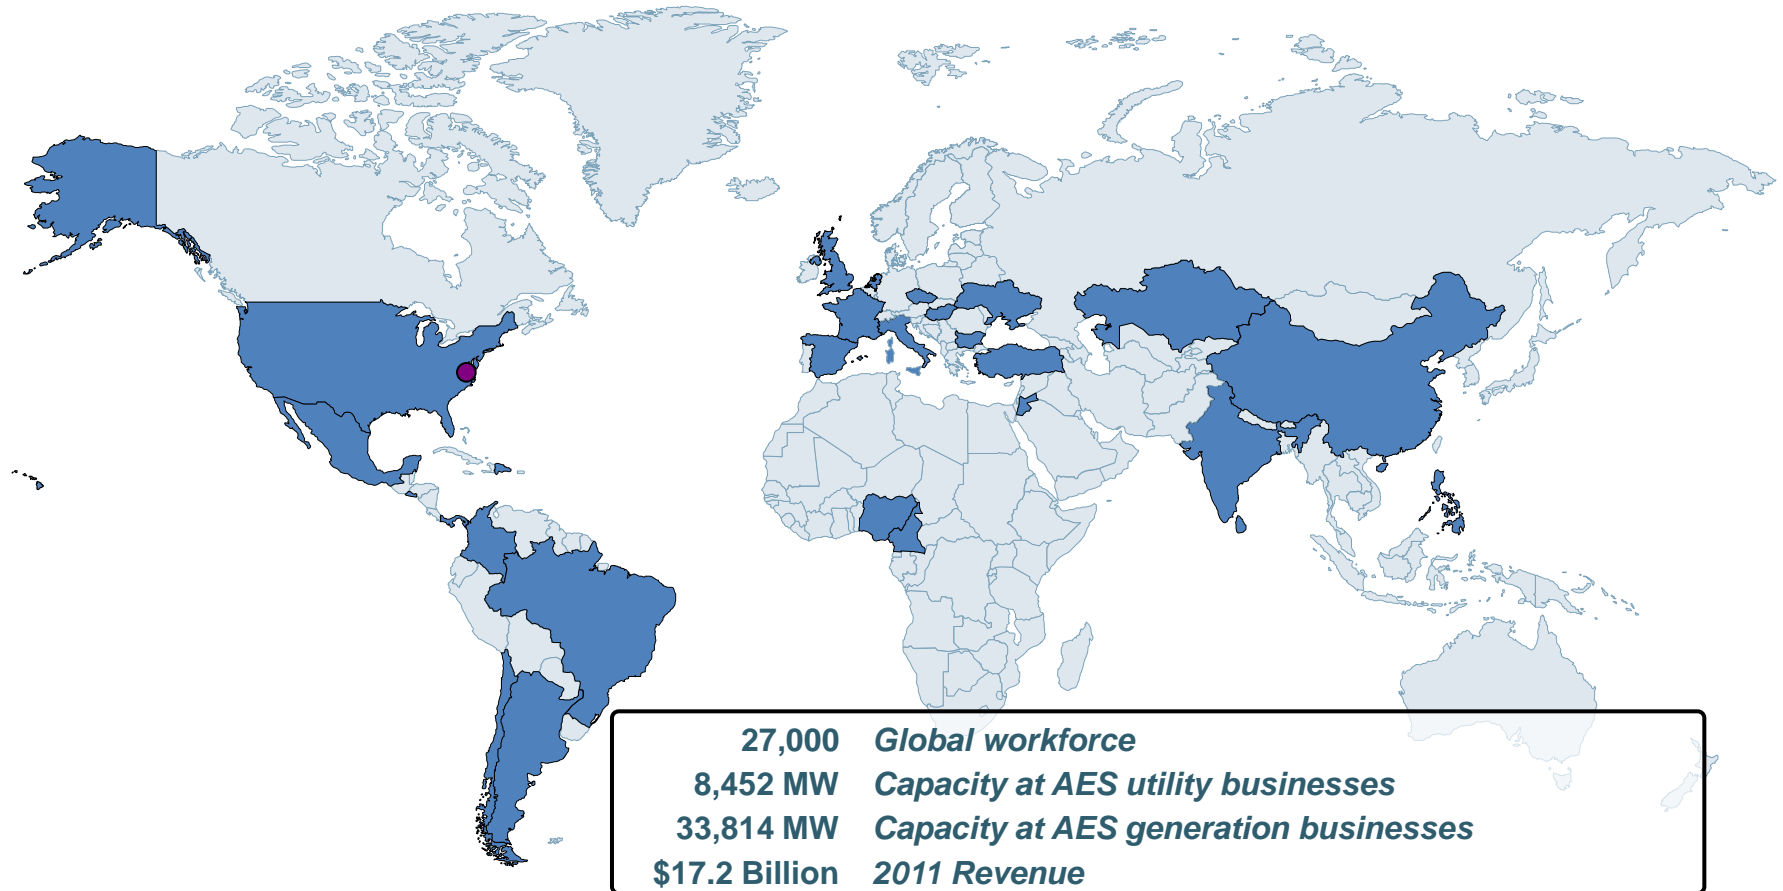 27,000 Global workforce
8,452 MW Capacity at AES utility businesses
33,814 MW Capacity at AES generation businesses
$17.2 Billion 2011 Revenue